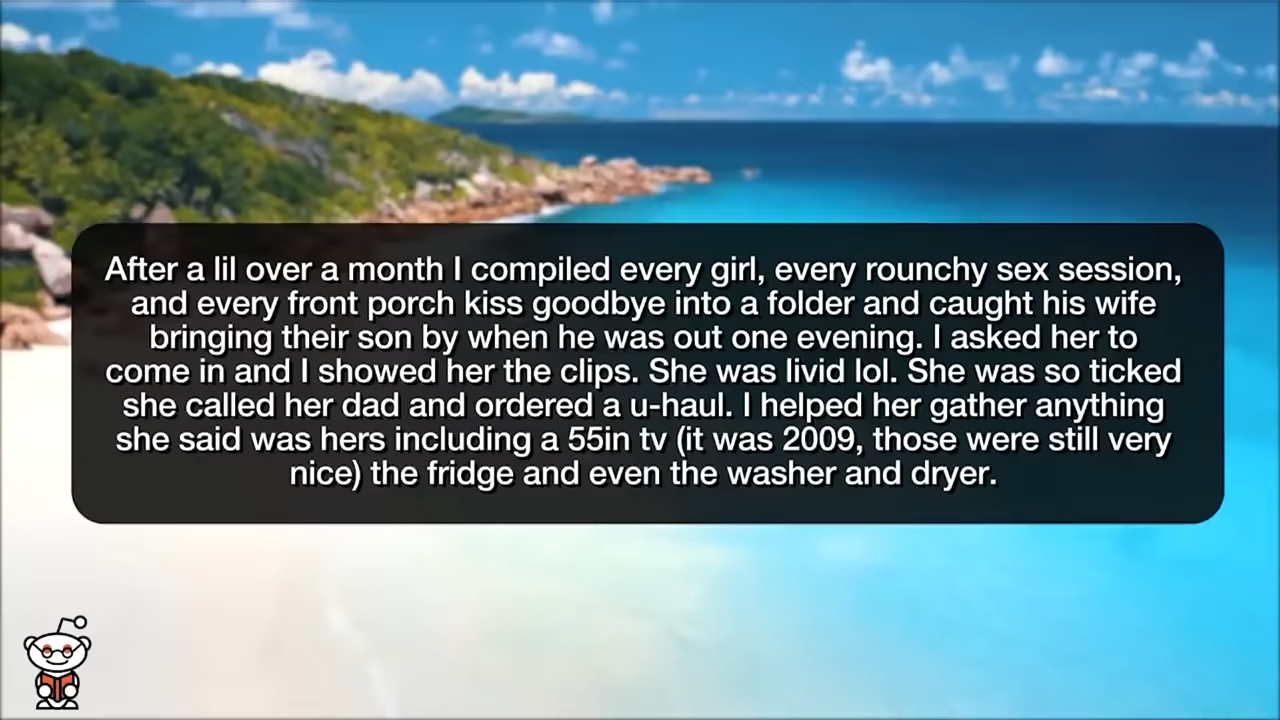 After a lil over a month I compiled every girl, every rounchy sex session,
and every front porch kiss goodbye into a folder and caught his wife
bringing their son by when he was out one evening. I asked her to
come in and I showed her the clips. She was livid lol. She was so ticked
she called her dad and ordered a u-haul. I helped her gather anything
she said was hers including a 55in tv (it was 2009, those were still very
nice) the fridge and even the washer and dryer.